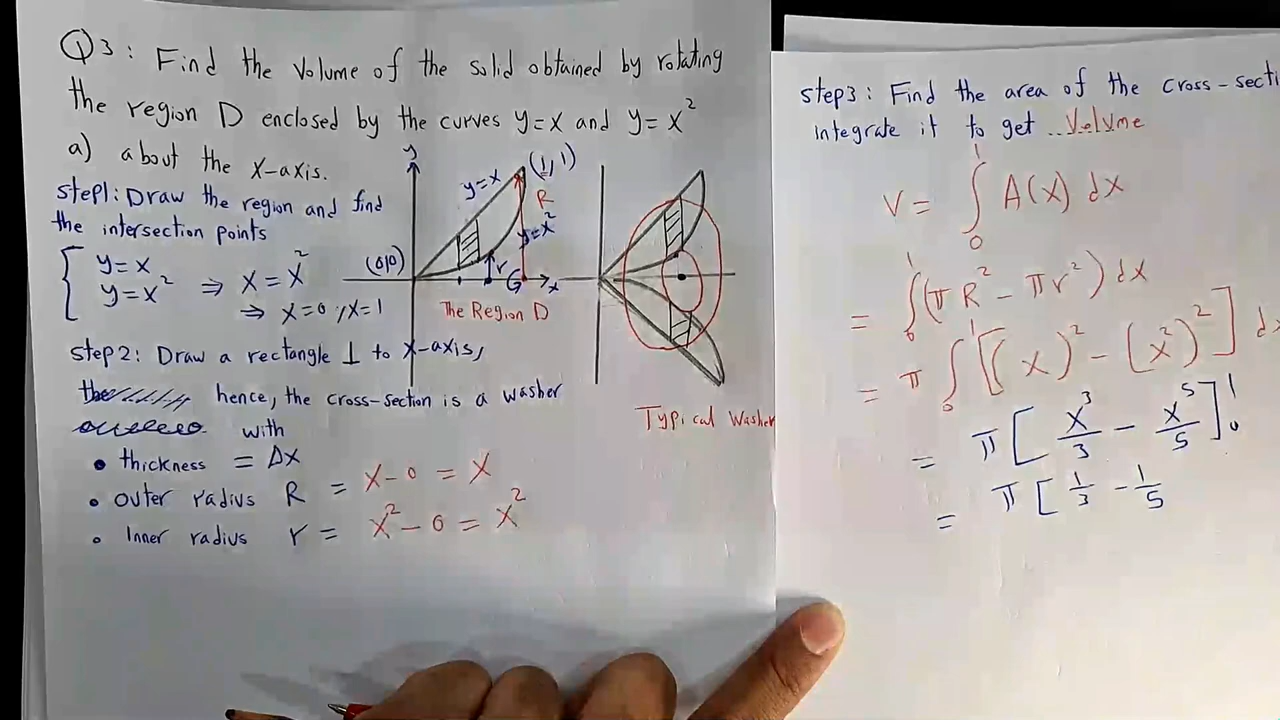 Q3: Find the Volume of the solid obtained by rotating
the region D enclosed by the curves y=x and y=x²
a) about the x-axis.
step1: Draw the region and find
the intersection points
y=x
y=x² ⇒ x=x²
⇒ x=0, x=1
y
y=x
(1,1)
R
y=x²
(0,0)
r
x
The Region D
Typical Washer
step2: Draw a rectangle ⊥ to x-axis,
hence, the cross-section is a washer
with
• thickness = Δx
• outer radius R = x-0 = x
• Inner radius r = x²-0 = x²
step3: Find the area of the cross-secti
integrate it to get ..Volume
V= ∫₀¹ A(x) dx
= ∫₀¹ (πR² - πr²) dx
= π ∫₀¹ [(x)² - (x²)²] dx
= π [x³/3 - x⁵/5]₀¹
= π [1/3 - 1/5